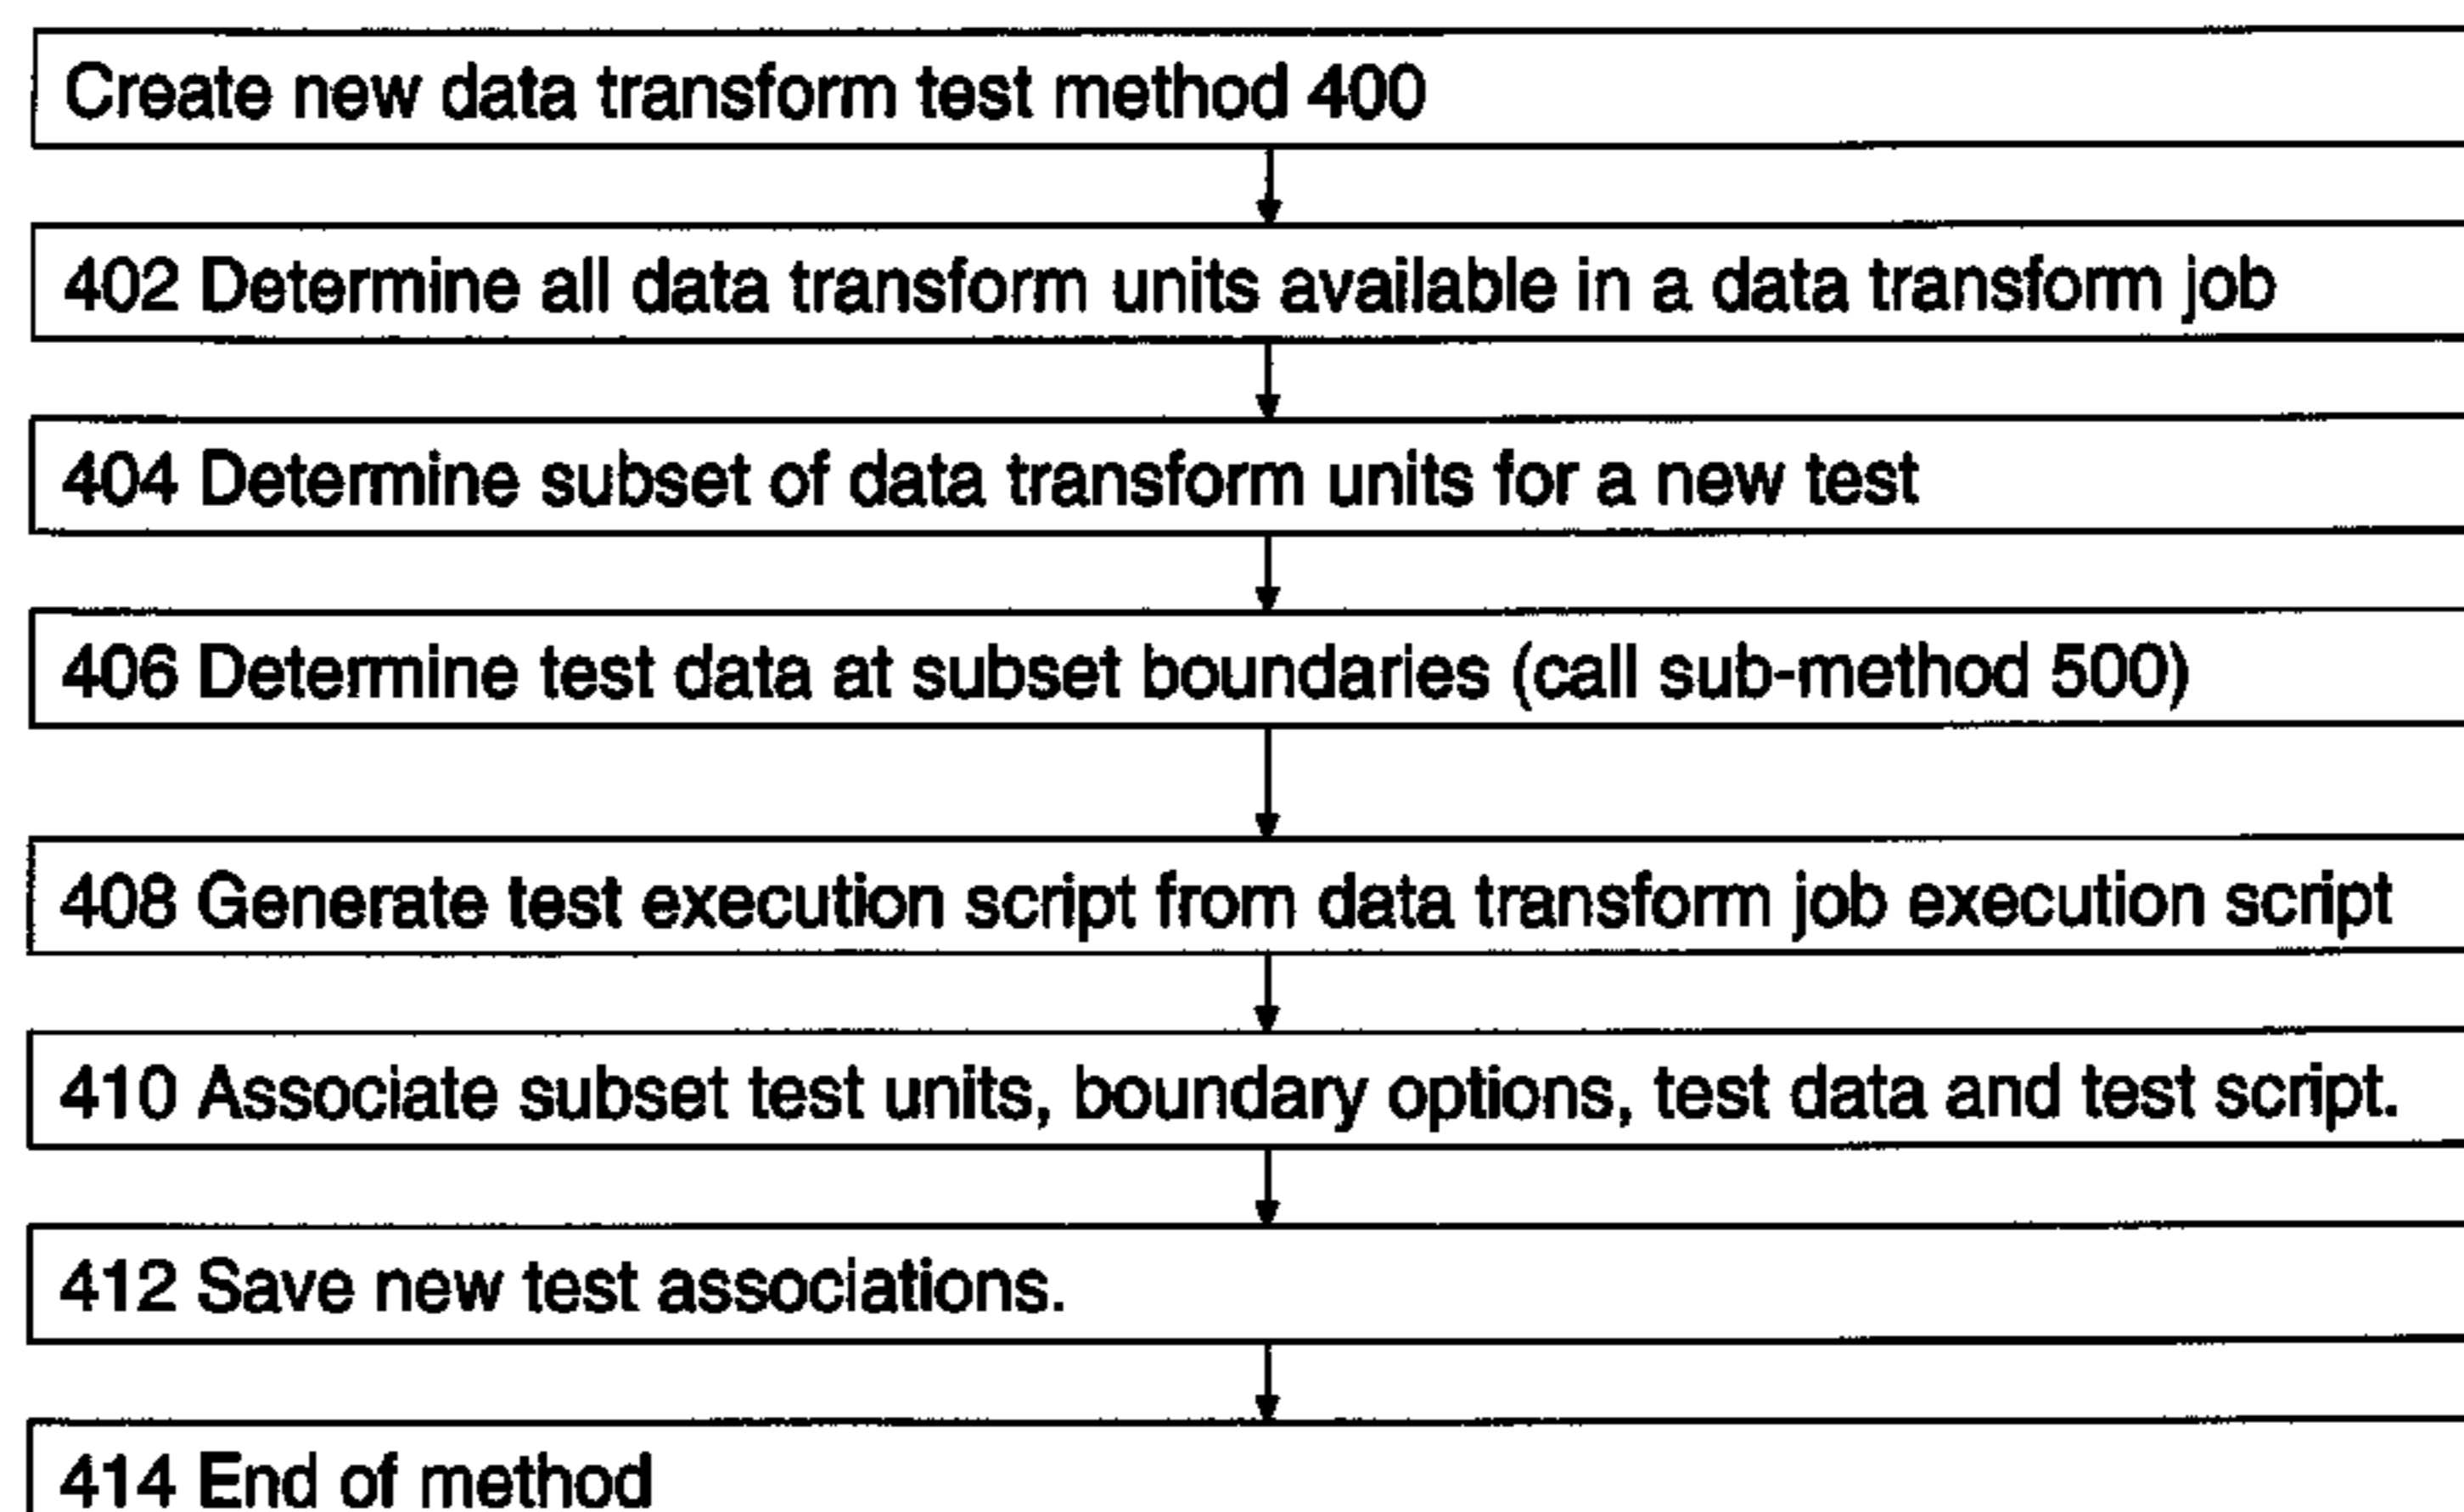 Create new data transform test method 400
402 Determine all data transform units available in a data transform job
404 Determine subset of data transform units for a new test
406 Determine test data at subset boundaries (call sub-method 500)
408 Generate test execution script from data transform job execution script
410 Associate subset test units, boundary options, test data and test script.
412 Save new test associations.
414 End of method